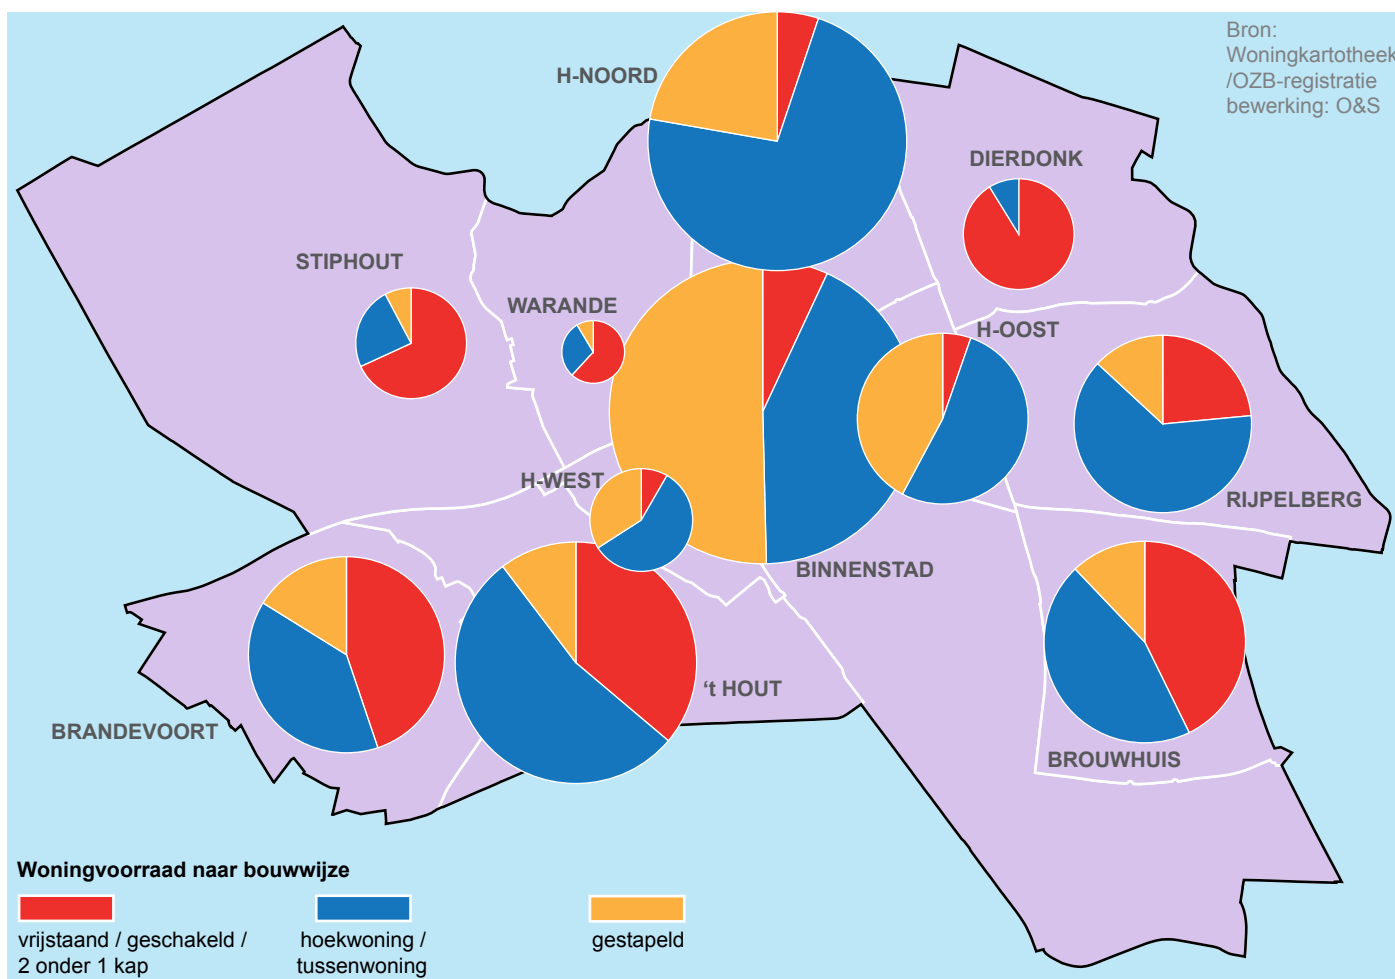 Bron:
Woningkartotheek
/OZB-registratie
bewerking: O&S
H-NOORD
DIERDONK
STIPHOUT
WARANDE
H-OOST
H-WEST
RIJPELBERG
BINNENSTAD
't HOUT
BRANDEVOORT
BROUWHUIS
Woningvoorraad naar bouwwijze
vrijstaand / geschakeld /
2 onder 1 kap
hoekwoning /
tussenwoning
gestapeld